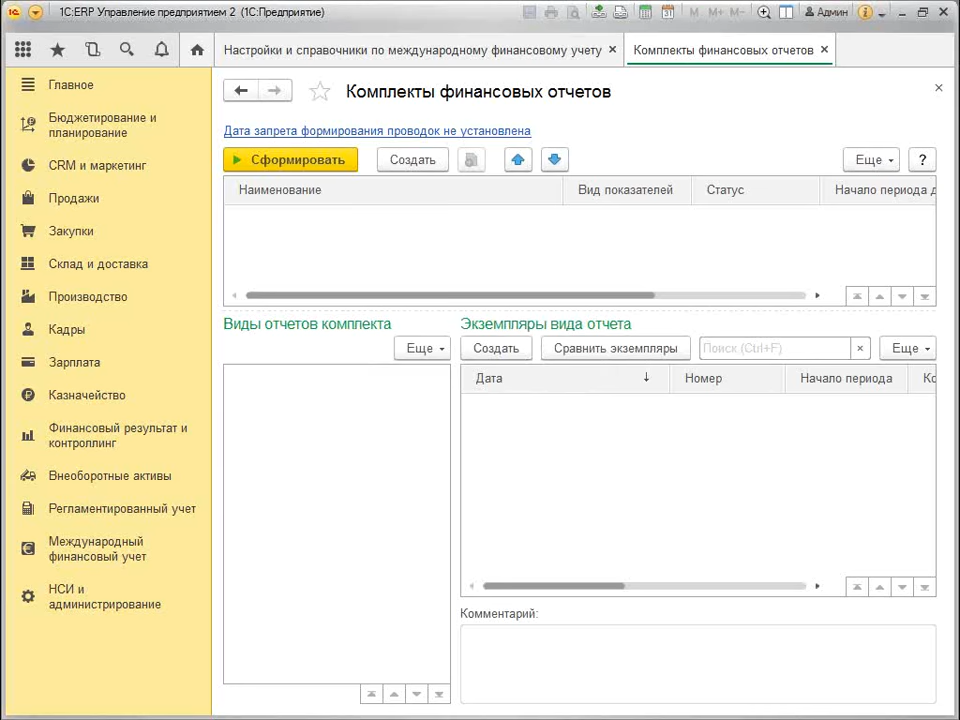 1С:ERP Управление предприятием 2 (1С:Предприятие)
M M+ M-
Админ
Настройки и справочники по международному финансовому учету
Комплекты финансовых отчетов
Главное
Бюджетирование и
планирование
CRM и маркетинг
Продажи
Закупки
Склад и доставка
Производство
Кадры
Зарплата
Казначейство
Финансовый результат и
контроллинг
Внеоборотные активы
Регламентированный учет
Международный
финансовый учет
НСИ и
администрирование
Комплекты финансовых отчетов
Дата запрета формирования проводок не установлена
Сформировать
Создать
Еще
?
Наименование
Вид показателей
Статус
Начало периода д
Виды отчетов комплекта
Еще
Экземпляры вида отчета
Создать
Сравнить экземпляры
Поиск (Ctrl+F)
Еще
Дата
Номер
Начало периода
Ко
Комментарий: